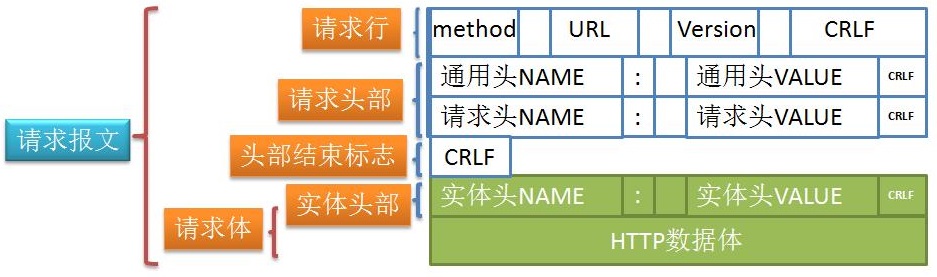 请求报文
请求行
method URL Version CRLF
请求头部
通用头NAME : 通用头VALUE CRLF
请求头NAME : 请求头VALUE CRLF
头部结束标志
CRLF
请求体
实体头部
实体头NAME : 实体头VALUE CRLF
HTTP数据体